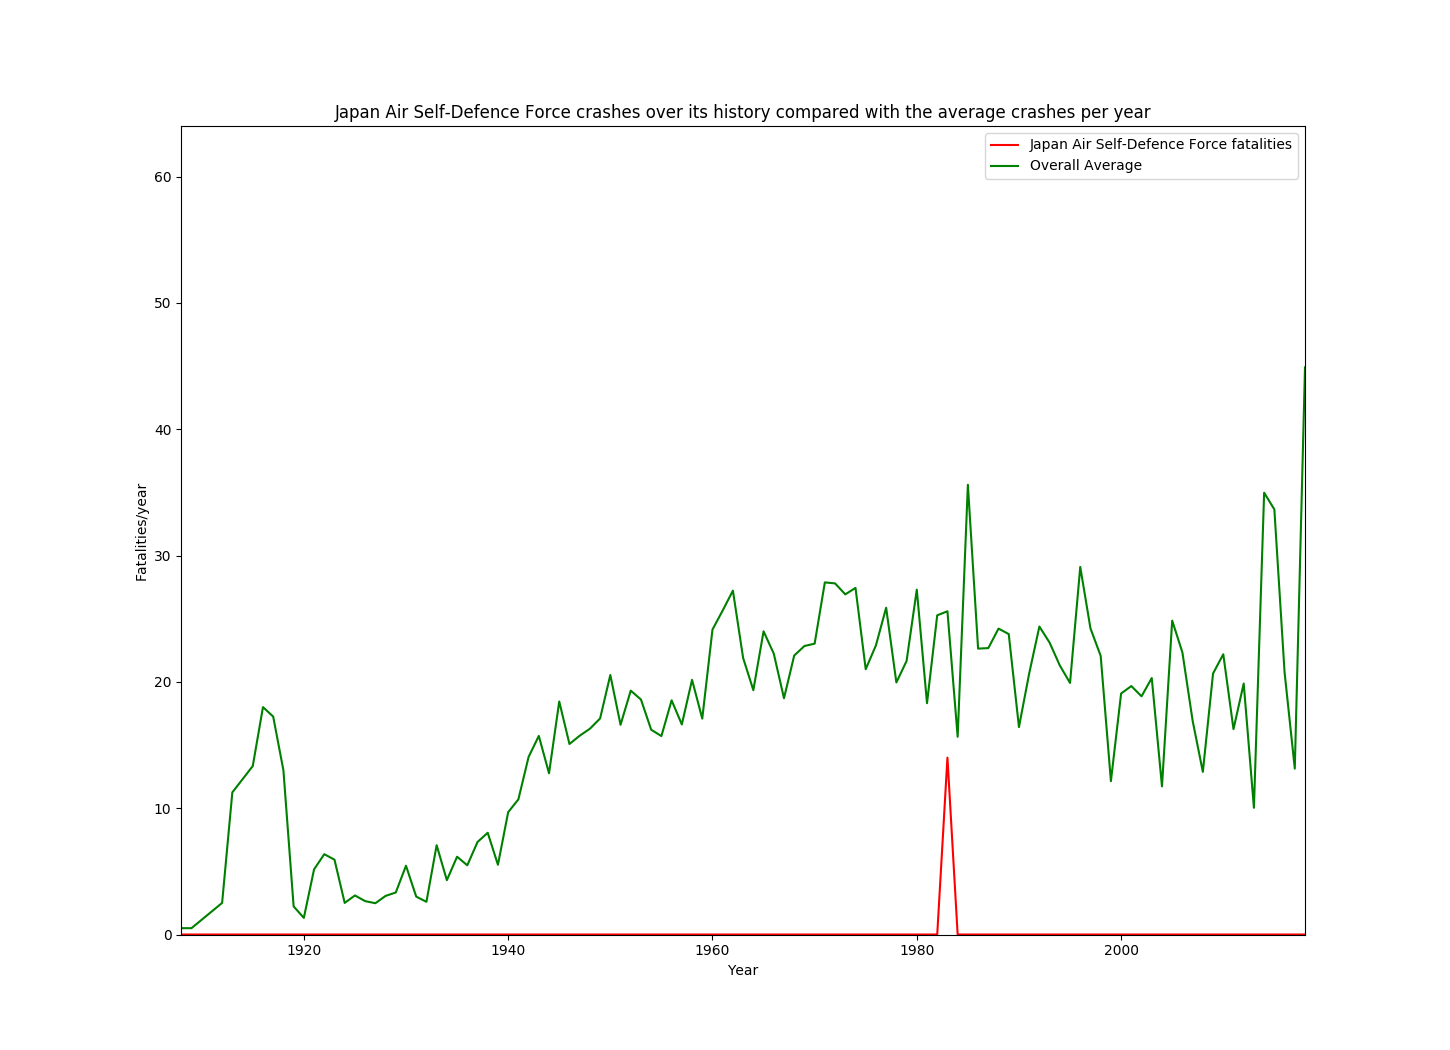 Japan Air Self-Defence Force crashes over its history compared with the average crashes per year
Japan Air Self-Defence Force fatalities
Overall Average
60
50
40
30
20
10
0
Fatalities/year
1920 1940 1960 1980 2000
Year